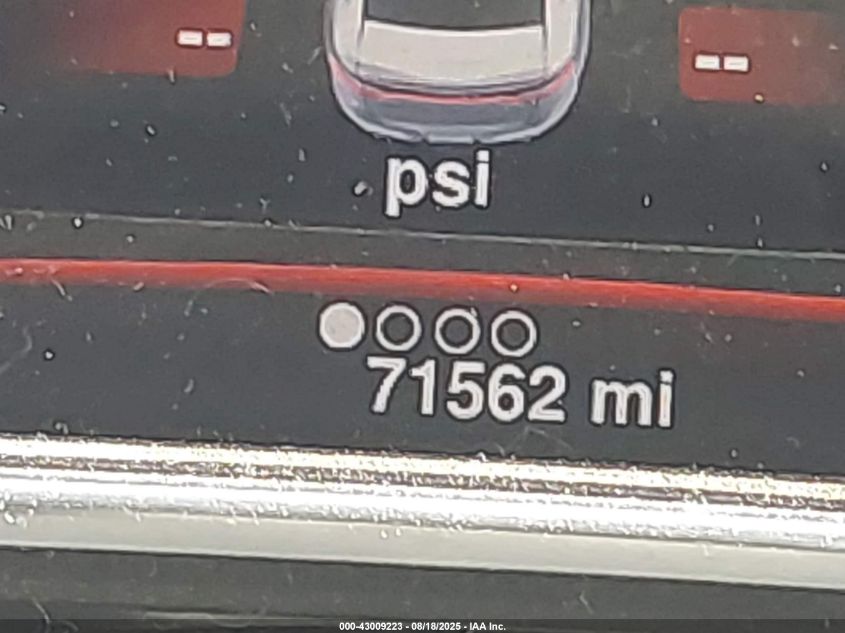 -- --
psi
71562 mi
000-43009223 - 08/18/2025 - IAA Inc.